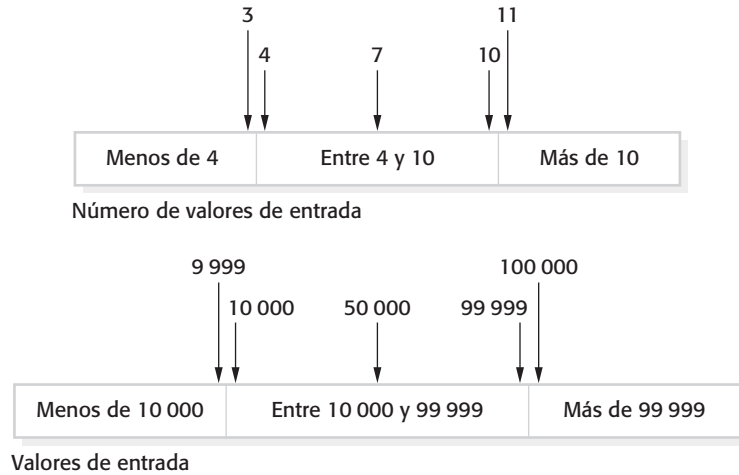 3
11
4
7
10
Menos de 4
Entre 4 y 10
Más de 10
Número de valores de entrada
9 999
100 000
10 000
50 000
99 999
Menos de 10 000
Entre 10 000 y 99 999
Más de 99 999
Valores de entrada